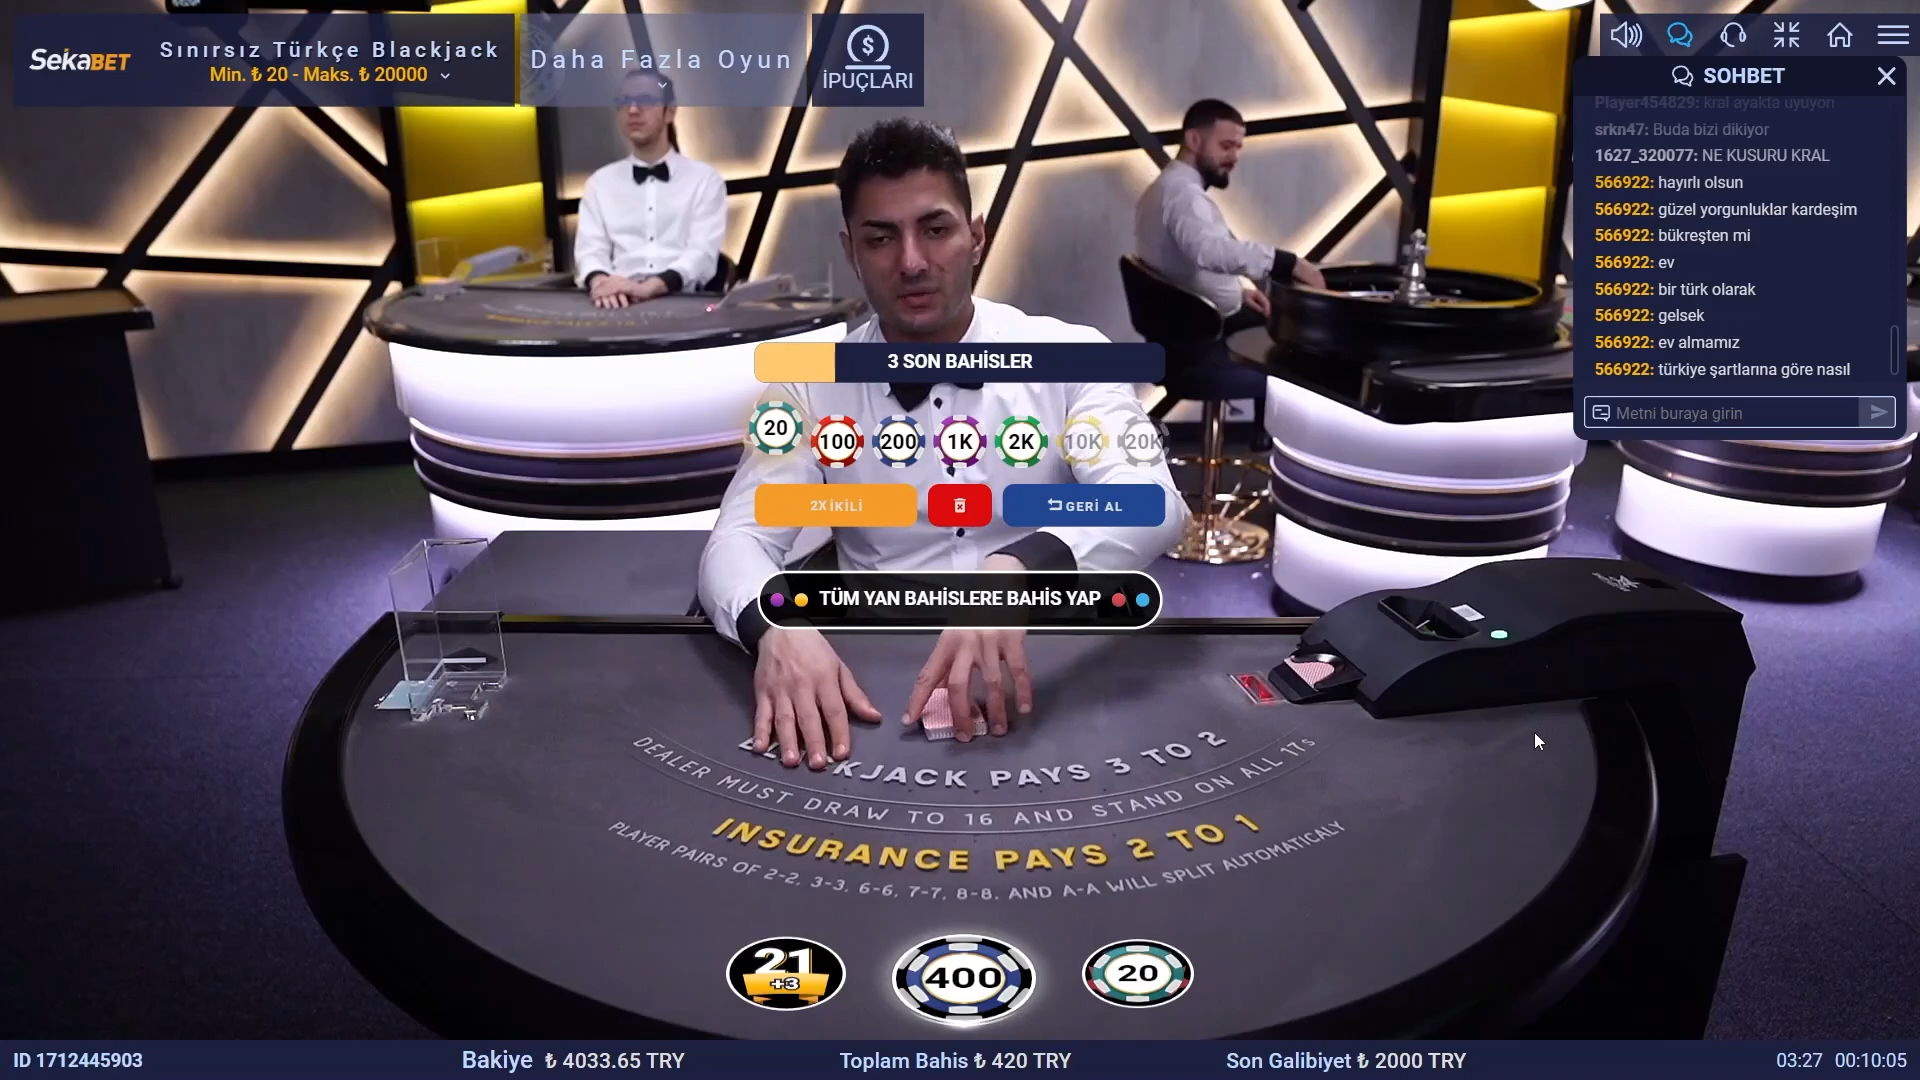 SekaBET
Sınırsız Türkçe Blackjack
Min. ₺ 20 - Maks. ₺ 20000
Daha Fazla Oyun
İPUÇLARI
SOHBET
Player454829: kral ayakta uyuyon
srkn47: Buda bizi dikiyor
1627_320077: NE KUSURU KRAL
566922: hayırlı olsun
566922: güzel yorgunluklar kardeşim
566922: bükreşten mi
566922: ev
566922: bir türk olarak
566922: gelsek
566922: ev almamız
566922: türkiye şartlarına göre nasıl
Metni buraya girin
3 SON BAHİSLER
20 100 200 1K 2K 10K 20K
2X İKİLİ
GERİ AL
TÜM YAN BAHİSLERE BAHİS YAP
KJACK PAYS 3 TO 2
DEALER MUST DRAW TO 16 AND STAND ON ALL 17s
INSURANCE PAYS 2 TO 1
PLAYER PAIRS OF 2-2, 3-3, 6-6, 7-7, 8-8, AND A-A WILL SPLIT AUTOMATICALY
21 +3
400
20
ID 1712445903
Bakiye ₺ 4033.65 TRY
Toplam Bahis ₺ 420 TRY
Son Galibiyet ₺ 2000 TRY
03:27 00:10:05